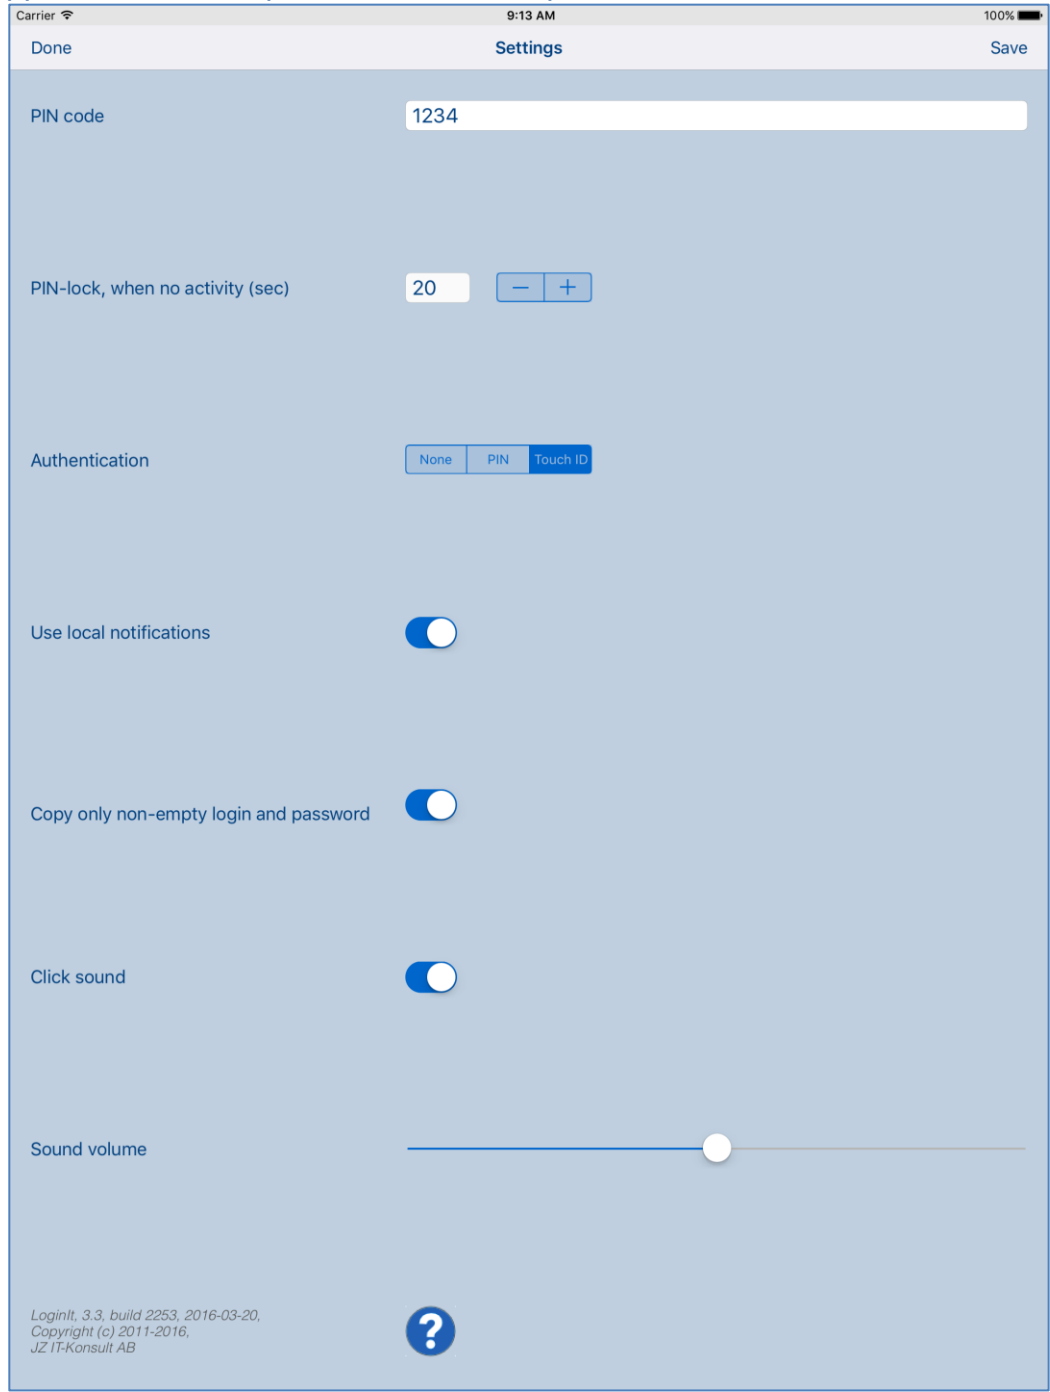 Carrier 9:13 AM 100%
Done Settings Save
PIN code 1234
PIN-lock, when no activity (sec) 20 − +
Authentication None PIN Touch ID
Use local notifications
Copy only non-empty login and password
Click sound
Sound volume
LoginIt, 3.3, build 2253, 2016-03-20,
Copyright (c) 2011-2016,
JZ IT-Konsult AB
?